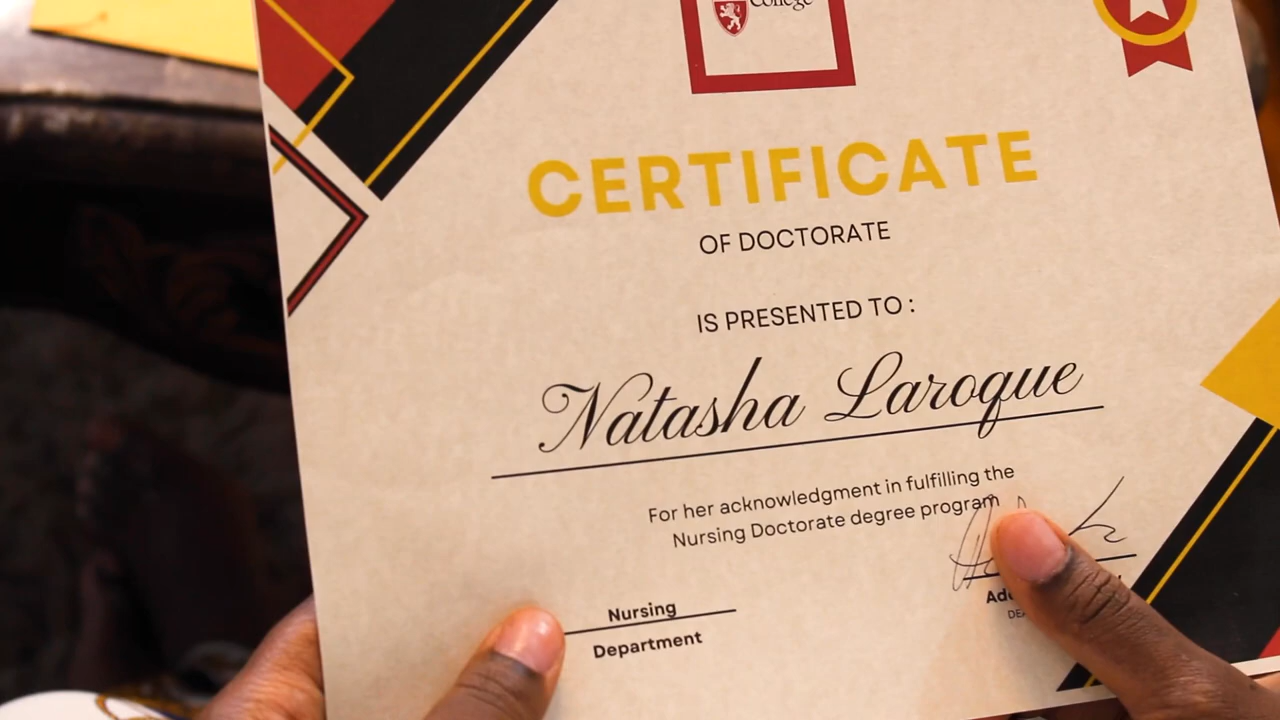 College
CERTIFICATE
OF DOCTORATE
IS PRESENTED TO :
Natasha Laroque
For her acknowledgment in fulfilling the
Nursing Doctorate degree program
Nursing
Department